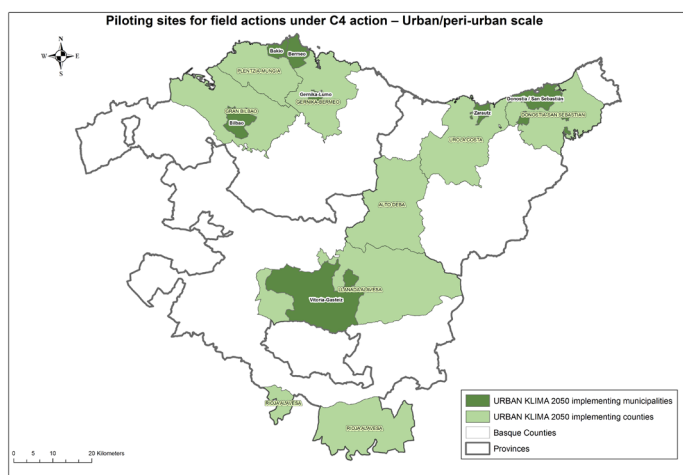 Piloting sites for field actions under C4 action – Urban/peri-urban scale
N
W E
S
Bakio
Bermeo
PLENTZIA-MUNGIA
Gernika-Lumo
GERNIKA-BERMEO
GRAN BILBAO
Bilbao
Donostia / San Sebastián
DONOSTIA-SAN SEBASTIAN
Zarautz
UROLA COSTA
ALTO DEBA
LLANADA ALAVESA
Vitoria-Gasteiz
RIOJA ALAVESA
RIOJA ALAVESA
URBAN KLIMA 2050 implementing municipalities
URBAN KLIMA 2050 implementing counties
Basque Counties
Provinces
0 5 10 20 Kilometers